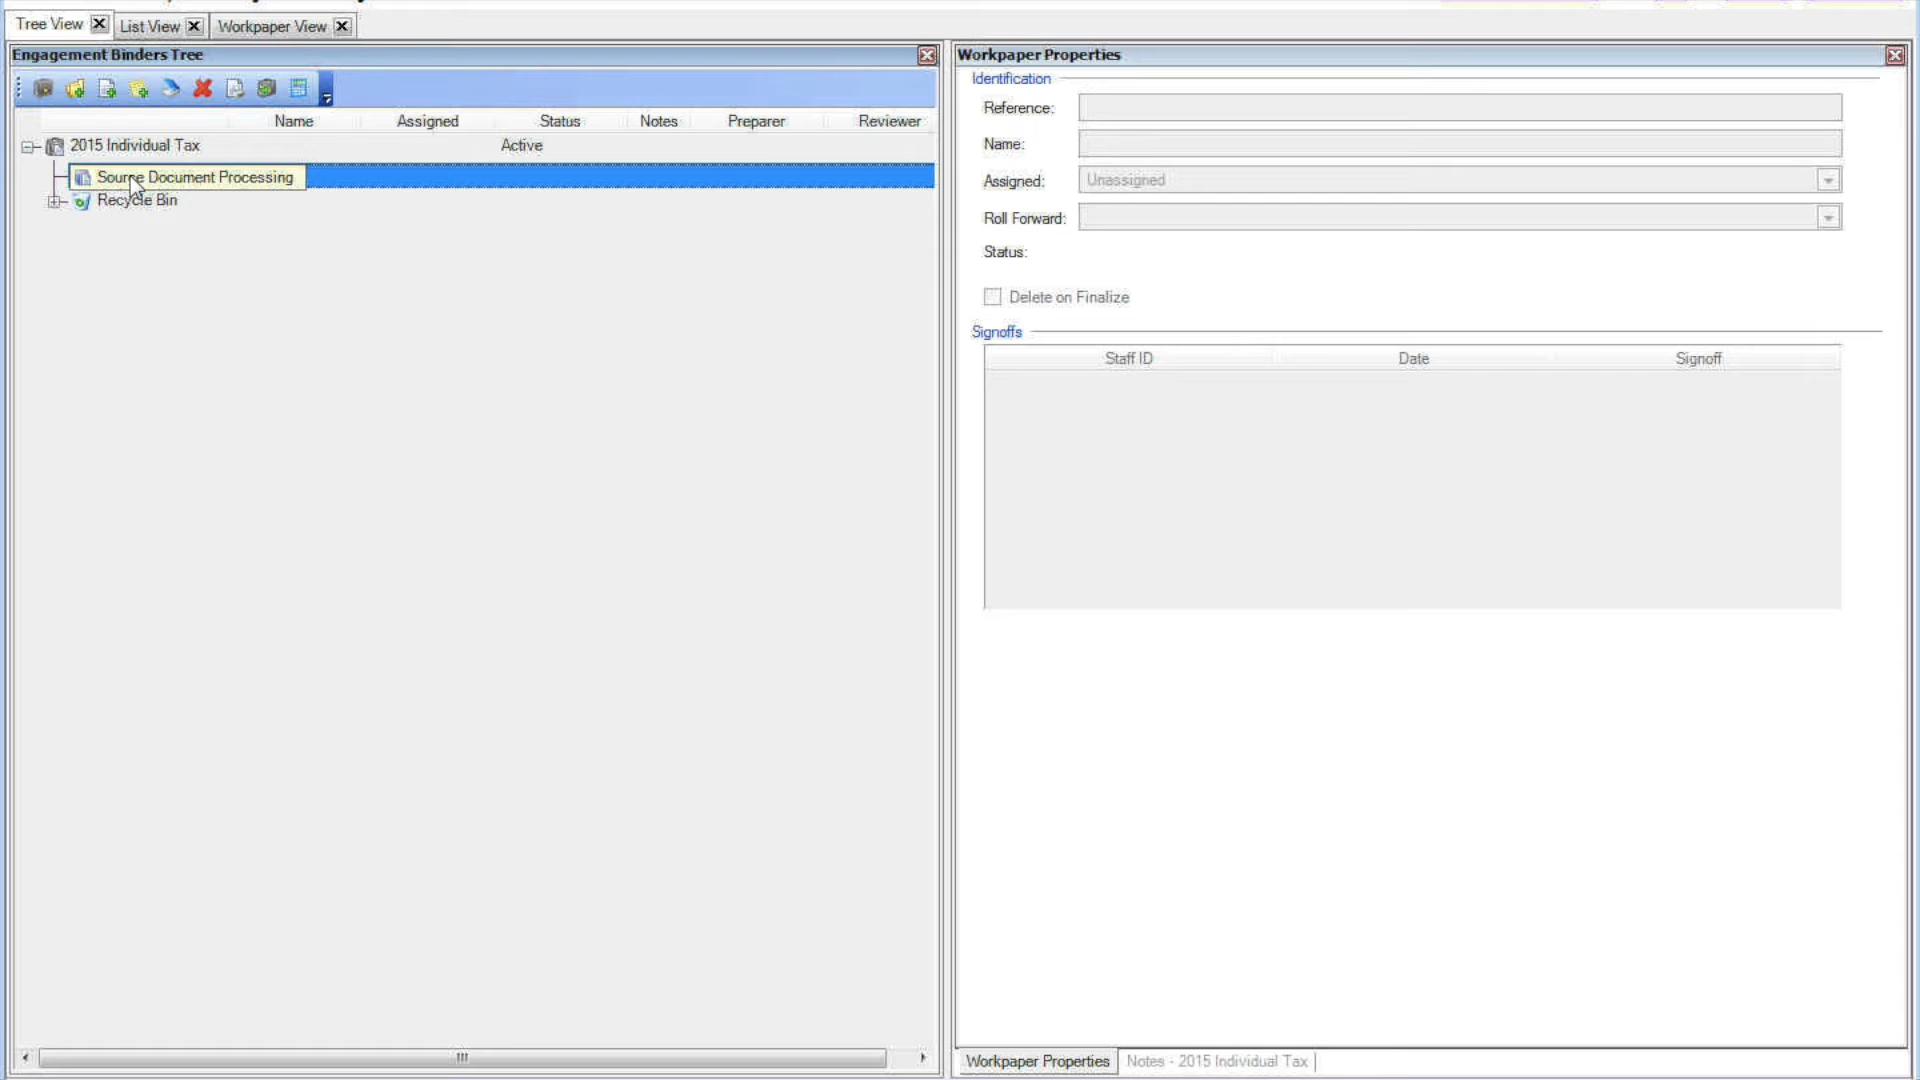 Tree View
List View
Workpaper View
Engagement Binders Tree
Name Assigned Status Notes Preparer Reviewer
2015 Individual Tax Active
Source Document Processing
Recycle Bin
Workpaper Properties
Identification
Reference:
Name:
Assigned: Unassigned
Roll Forward:
Status:
Delete on Finalize
Signoffs
Staff ID Date Signoff
Workpaper Properties Notes - 2015 Individual Tax